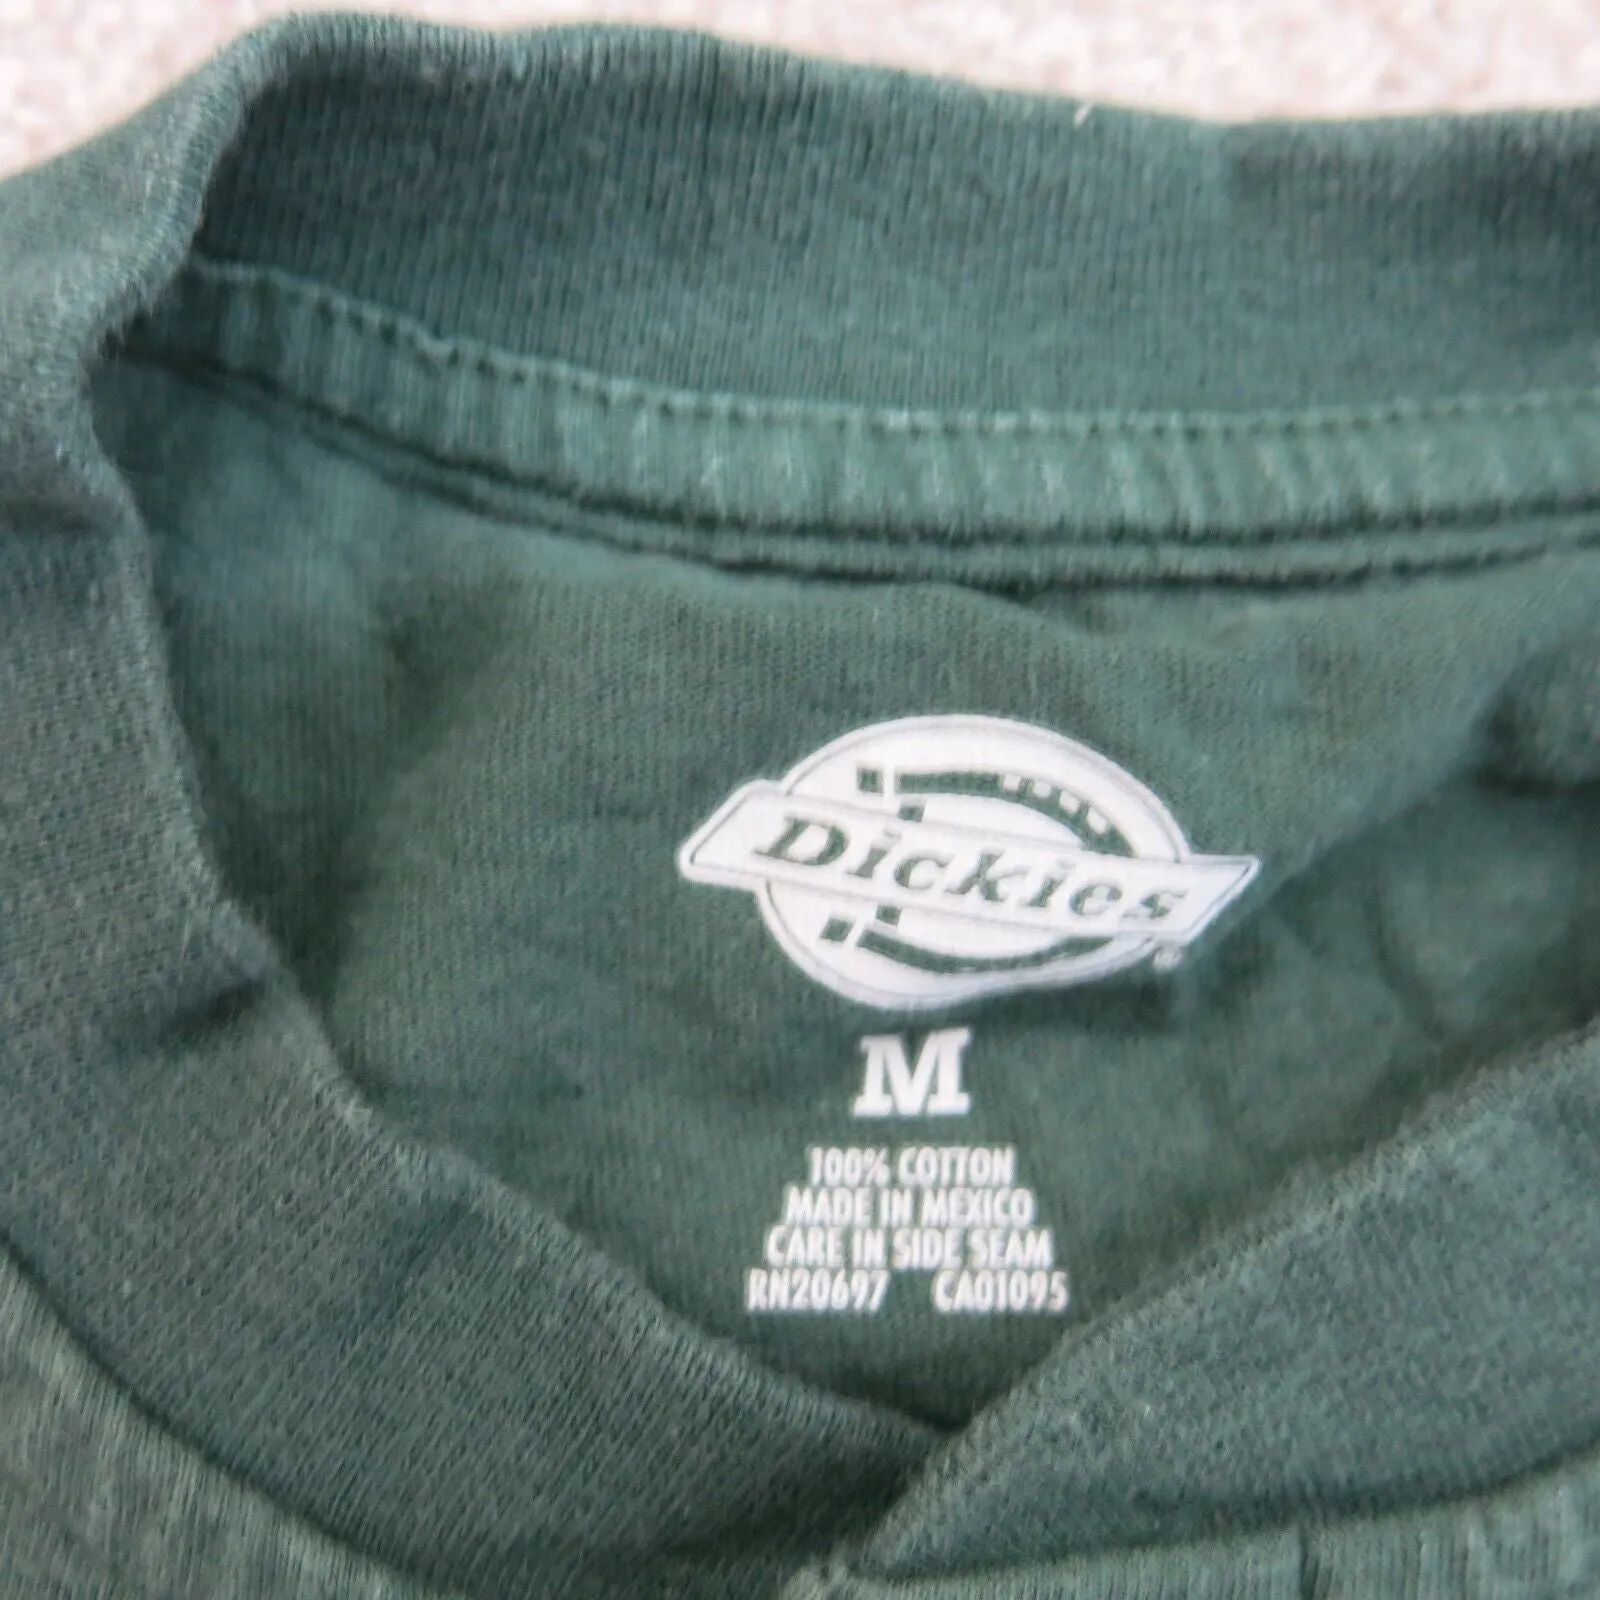 Dickies
®
M
100% COTTON
MADE IN MEXICO
CARE IN SIDE SEAM
RN20697 CA01095